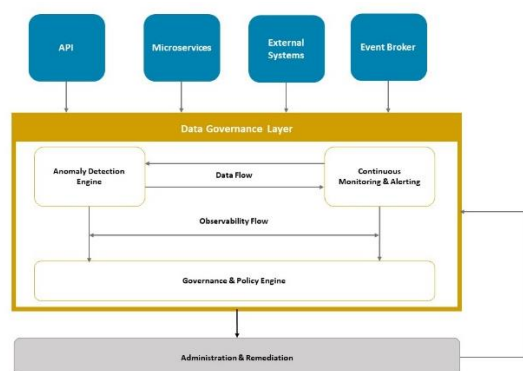 API
Microservices
External
Systems
Event Broker
Data Governance Layer
Anomaly Detection
Engine
Data Flow
Continuous
Monitoring & Alerting
Observability Flow
Governance & Policy Engine
Administration & Remediation